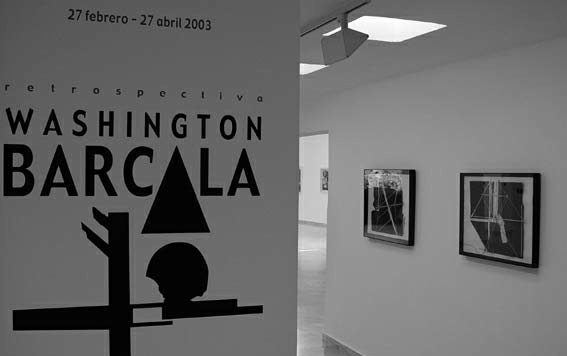 27 febrero - 27 abril 2003
retrospectiva
WASHINGTON
BARCALA